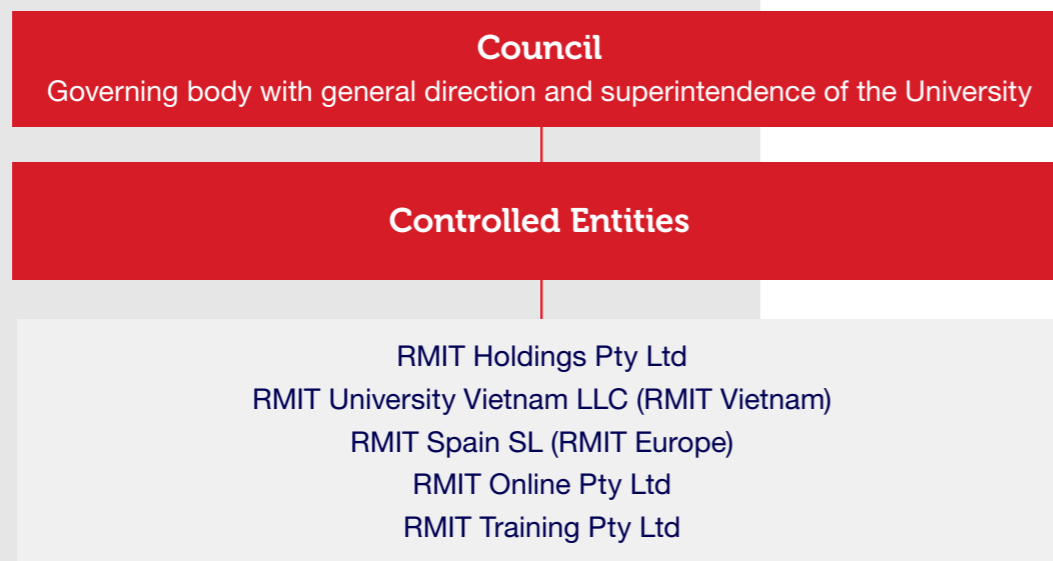 Council
Governing body with general direction and superintendence of the University
Controlled Entities
RMIT Holdings Pty Ltd
RMIT University Vietnam LLC (RMIT Vietnam)
RMIT Spain SL (RMIT Europe)
RMIT Online Pty Ltd
RMIT Training Pty Ltd